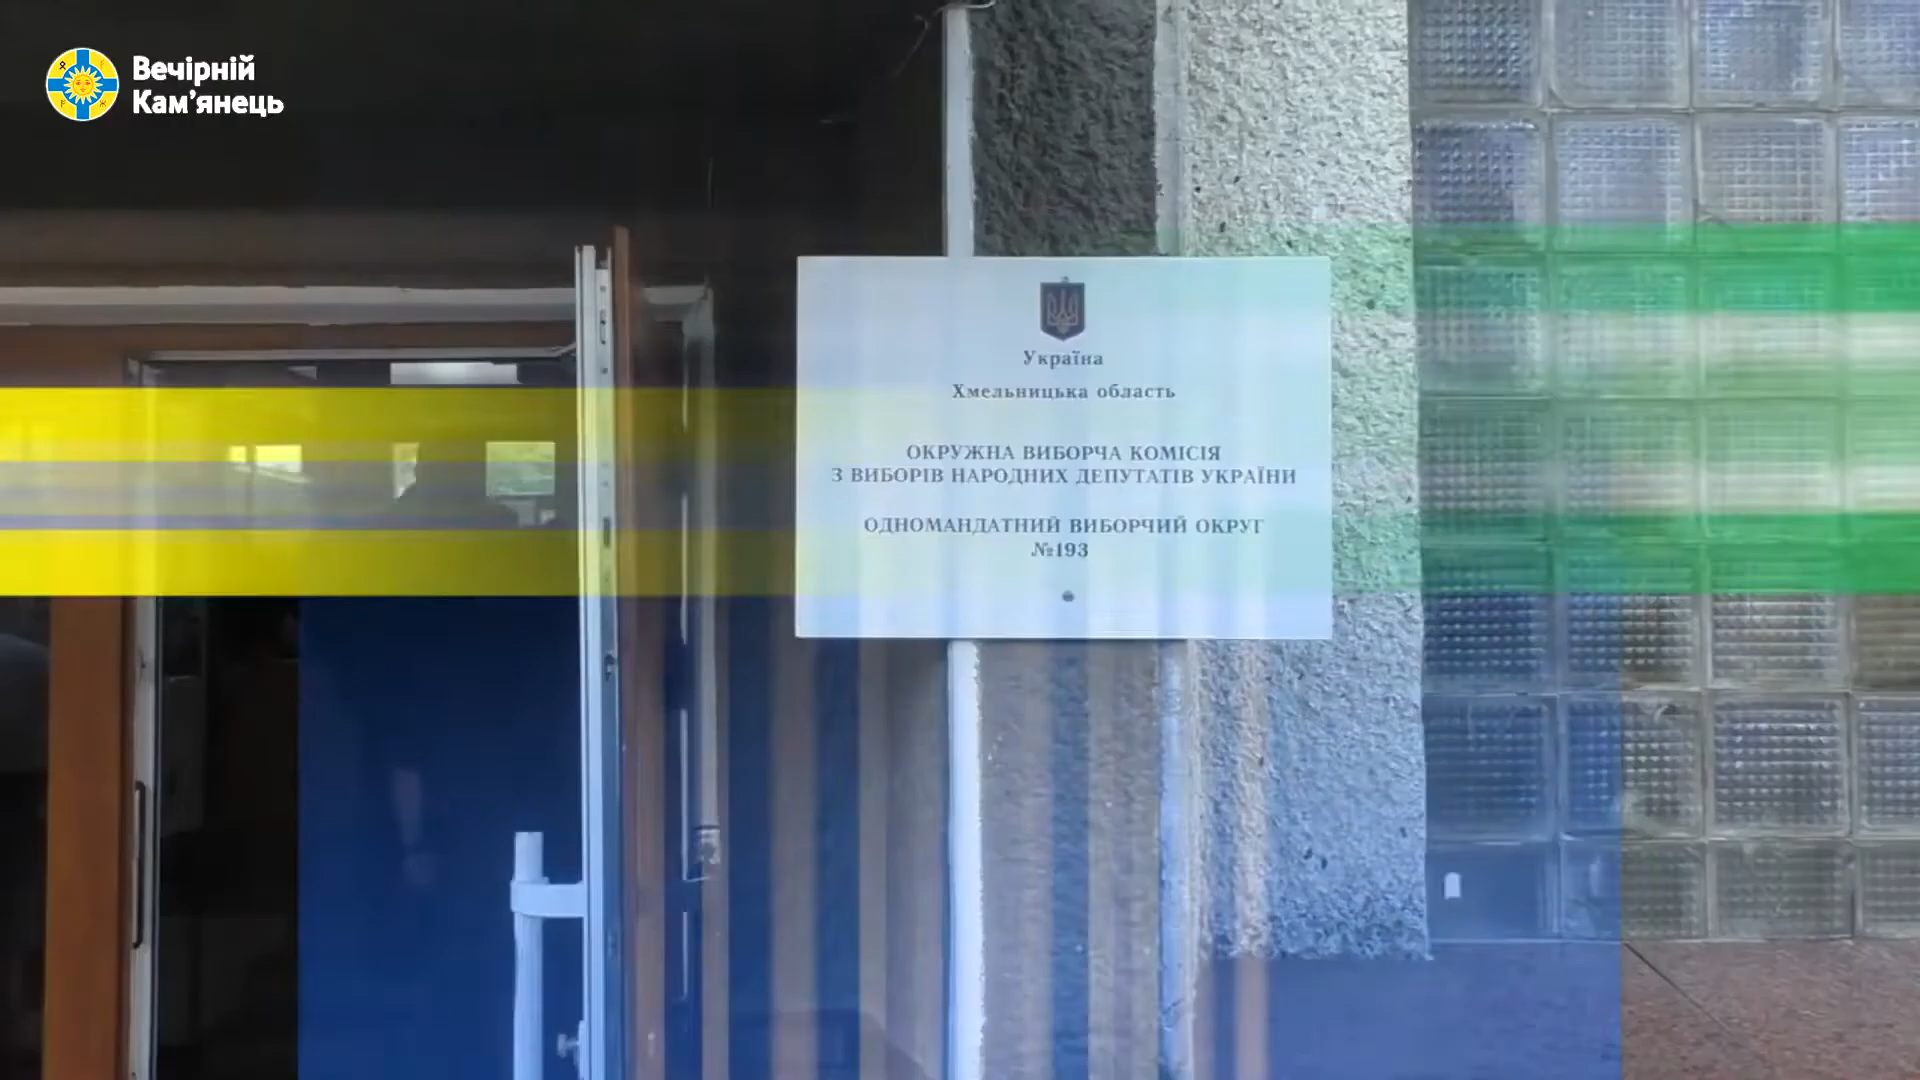 Вечірній
Кам'янець
Україна
Хмельницька область
ОКРУЖНА ВИБОРЧА КОМІСІЯ
З ВИБОРІВ НАРОДНИХ ДЕПУТАТІВ УКРАЇНИ
ОДНОМАНДАТНИЙ ВИБОРЧИЙ ОКРУГ
№193